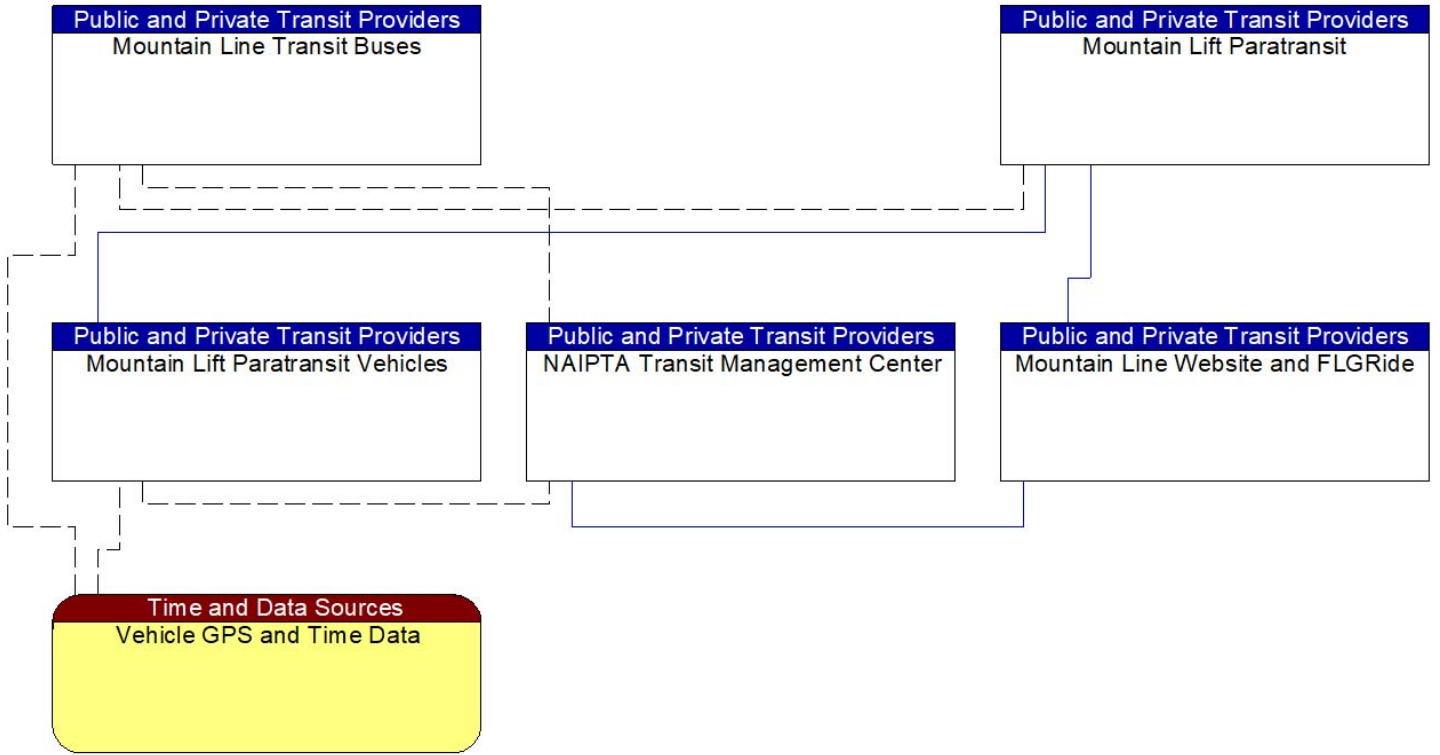 Public and Private Transit Providers
Mountain Line Transit Buses
Public and Private Transit Providers
Mountain Lift Paratransit
Public and Private Transit Providers
Mountain Lift Paratransit Vehicles
Public and Private Transit Providers
NAIPTA Transit Management Center
Public and Private Transit Providers
Mountain Line Website and FLGRide
Time and Data Sources
Vehicle GPS and Time Data